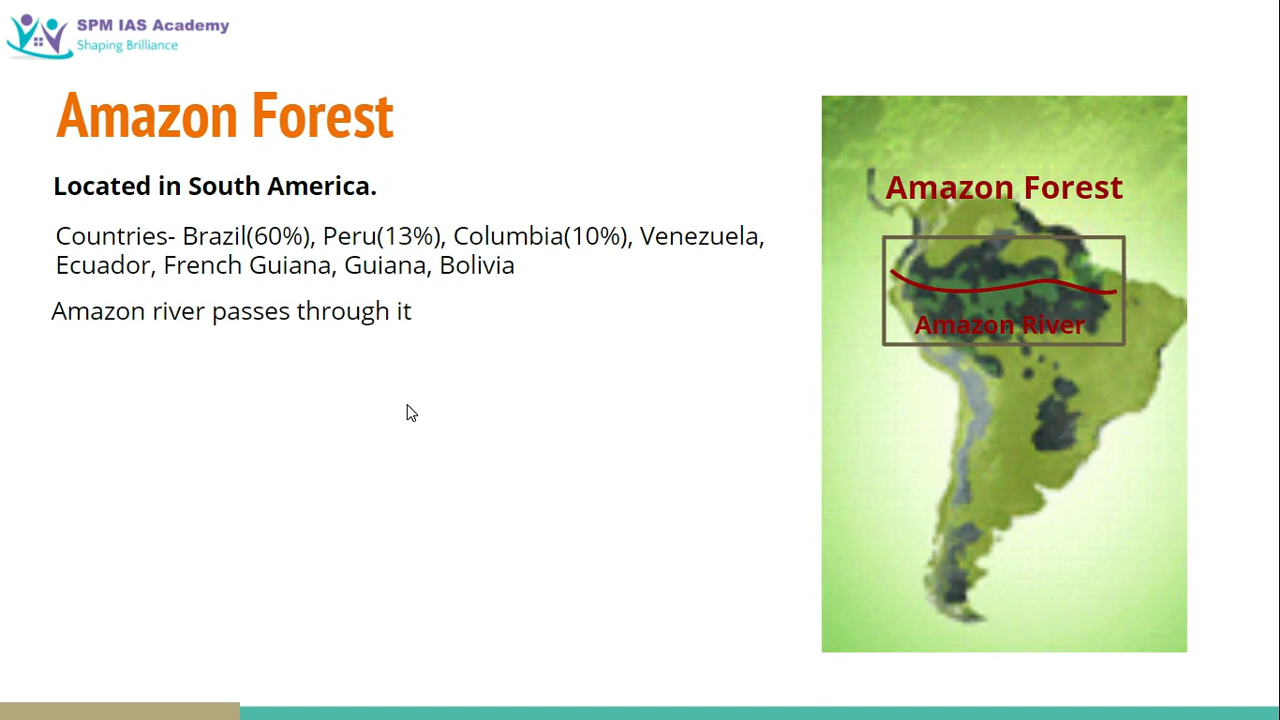 SPM IAS Academy
Shaping Brilliance
Amazon Forest
Located in South America.
Countries- Brazil(60%), Peru(13%), Columbia(10%), Venezuela,
Ecuador, French Guiana, Guiana, Bolivia
Amazon river passes through it
Amazon Forest
Amazon River